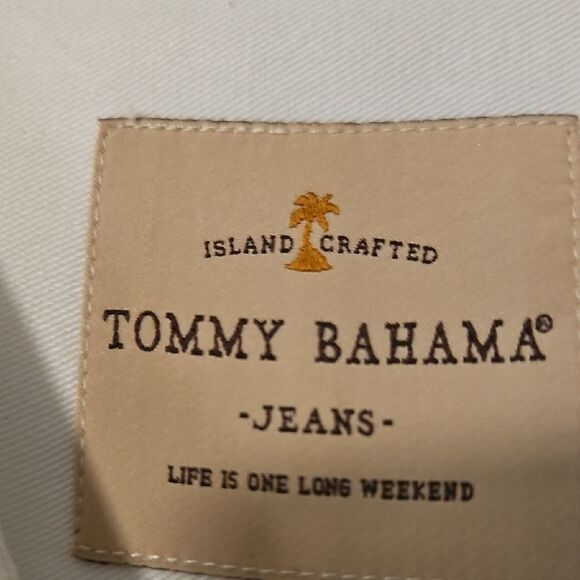 ISLAND CRAFTED
TOMMY BAHAMA®
-JEANS-
LIFE IS ONE LONG WEEKEND